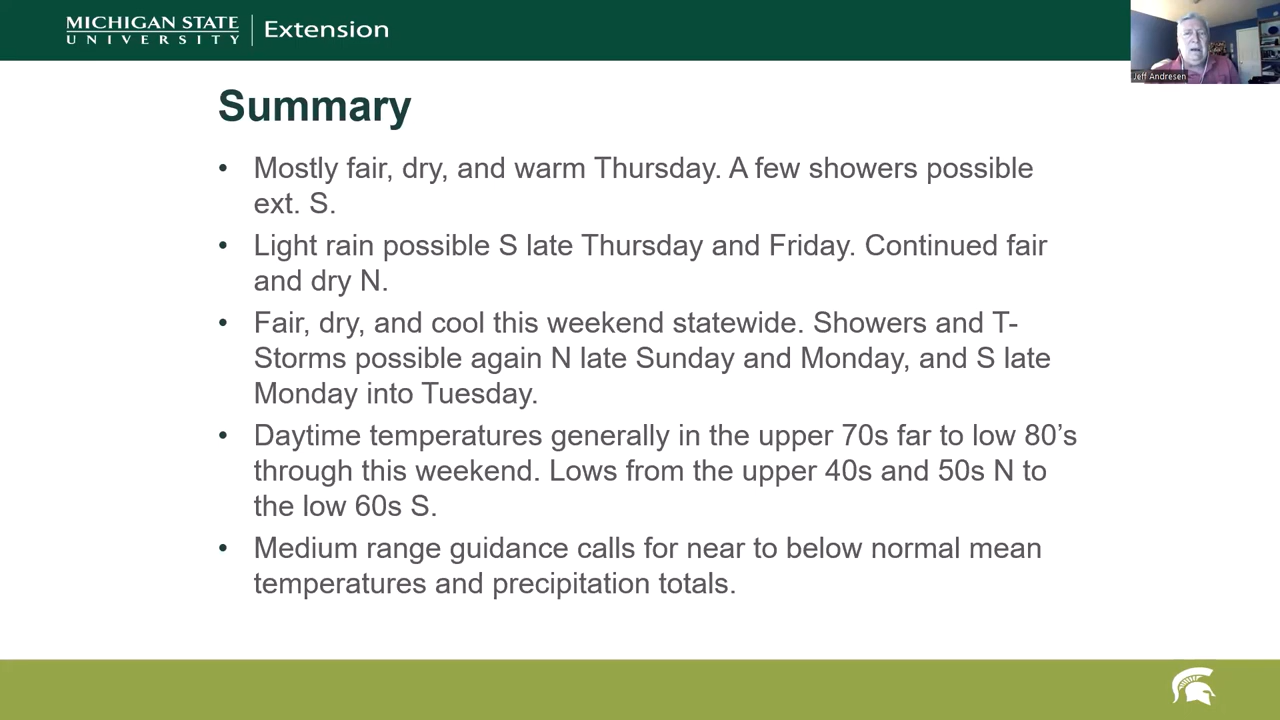 MICHIGAN STATE
UNIVERSITY
Extension
Jeff Andresen
Summary
• Mostly fair, dry, and warm Thursday. A few showers possible
ext. S.
• Light rain possible S late Thursday and Friday. Continued fair
and dry N.
• Fair, dry, and cool this weekend statewide. Showers and T-
Storms possible again N late Sunday and Monday, and S late
Monday into Tuesday.
• Daytime temperatures generally in the upper 70s far to low 80’s
through this weekend. Lows from the upper 40s and 50s N to
the low 60s S.
• Medium range guidance calls for near to below normal mean
temperatures and precipitation totals.